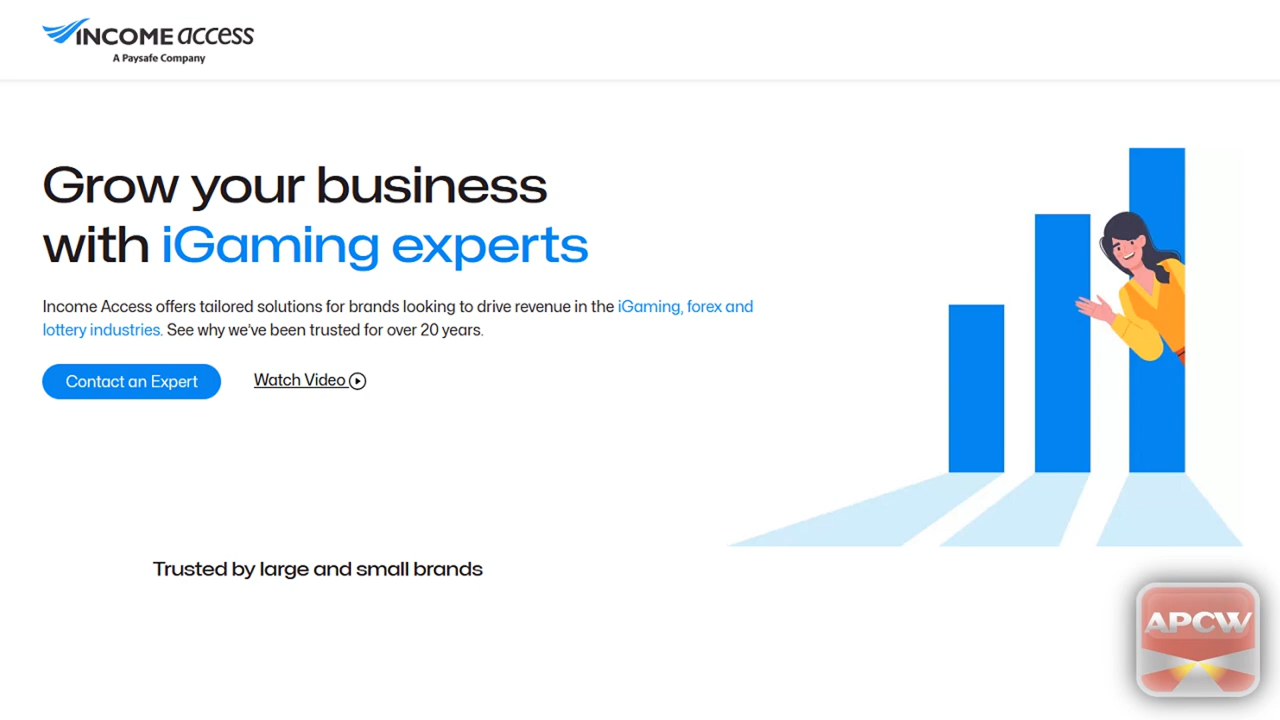 INCOME access
A Paysafe Company
Grow your business
with iGaming experts
Income Access offers tailored solutions for brands looking to drive revenue in the iGaming, forex and
lottery industries. See why we've been trusted for over 20 years.
Contact an Expert
Watch Video
Trusted by large and small brands
APCW